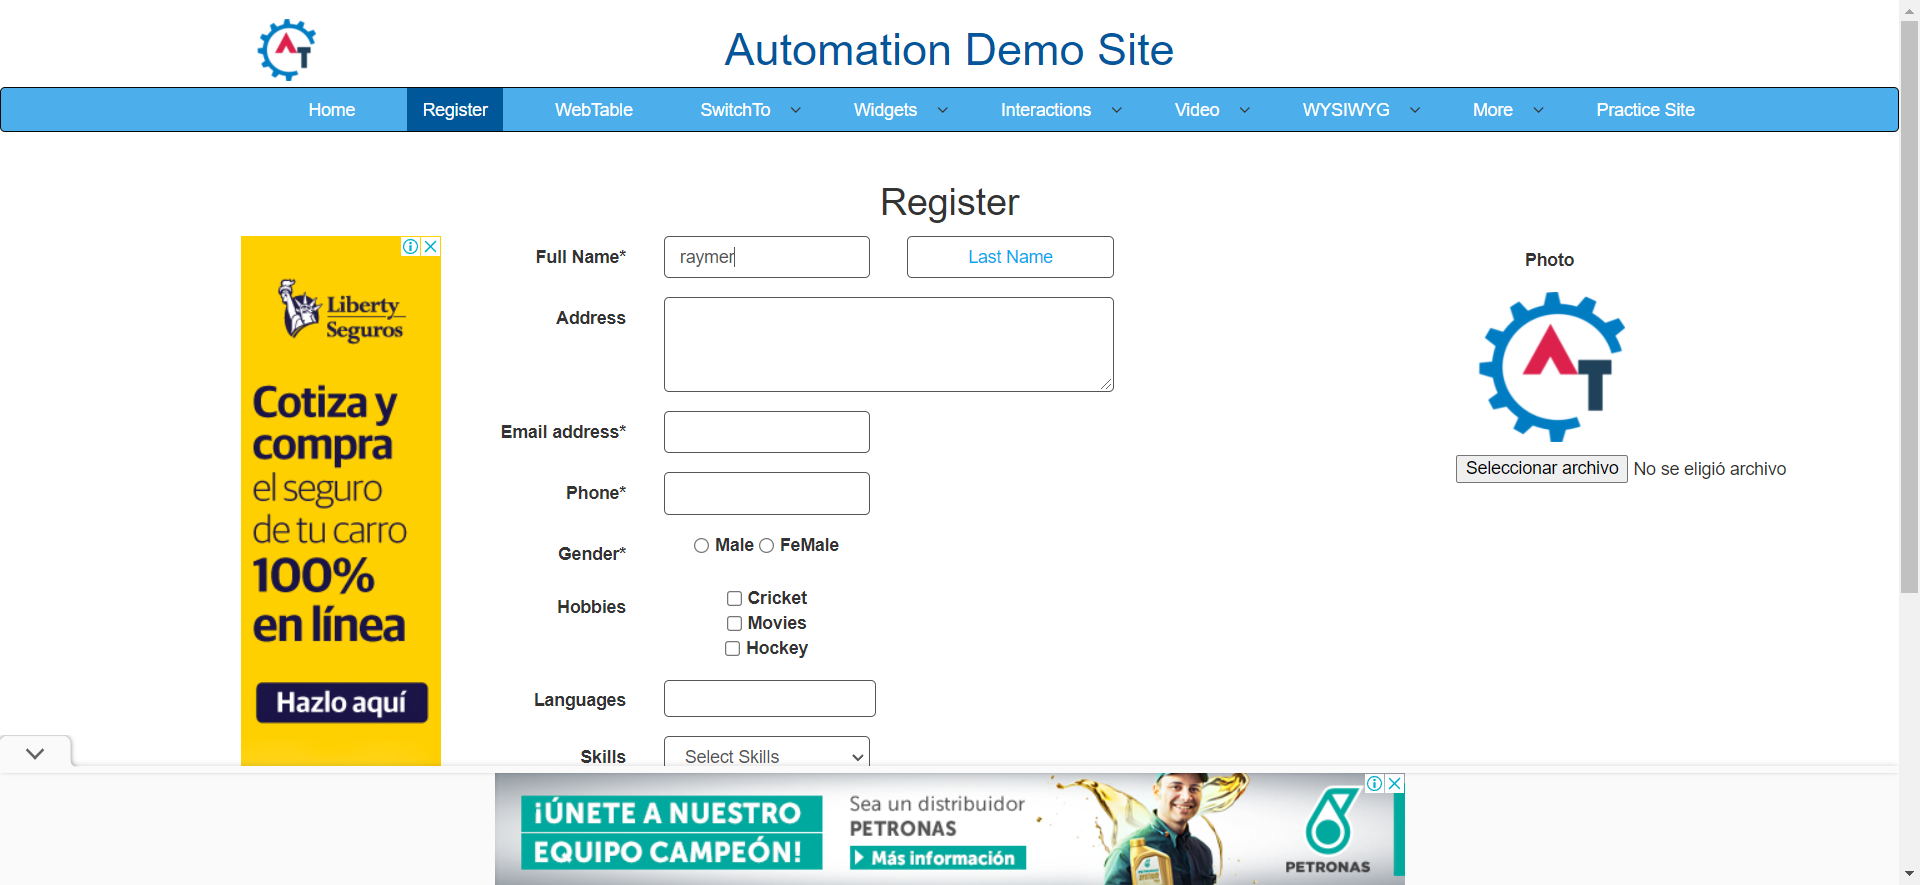 AT
Automation Demo Site
Home Register WebTable SwitchTo Widgets Interactions Video WYSIWYG More Practice Site
Register
Full Name* raymer Last Name
Address
Email address*
Phone*
Gender* Male FeMale
Hobbies Cricket
Movies
Hockey
Languages
Skills Select Skills
Photo
AT
Seleccionar archivo No se eligió archivo
Liberty
Seguros
Cotiza y
compra
el seguro
de tu carro
100%
en línea
Hazlo aquí
¡ÚNETE A NUESTRO
EQUIPO CAMPEÓN!
Sea un distribuidor
PETRONAS
Más información
PETRONAS